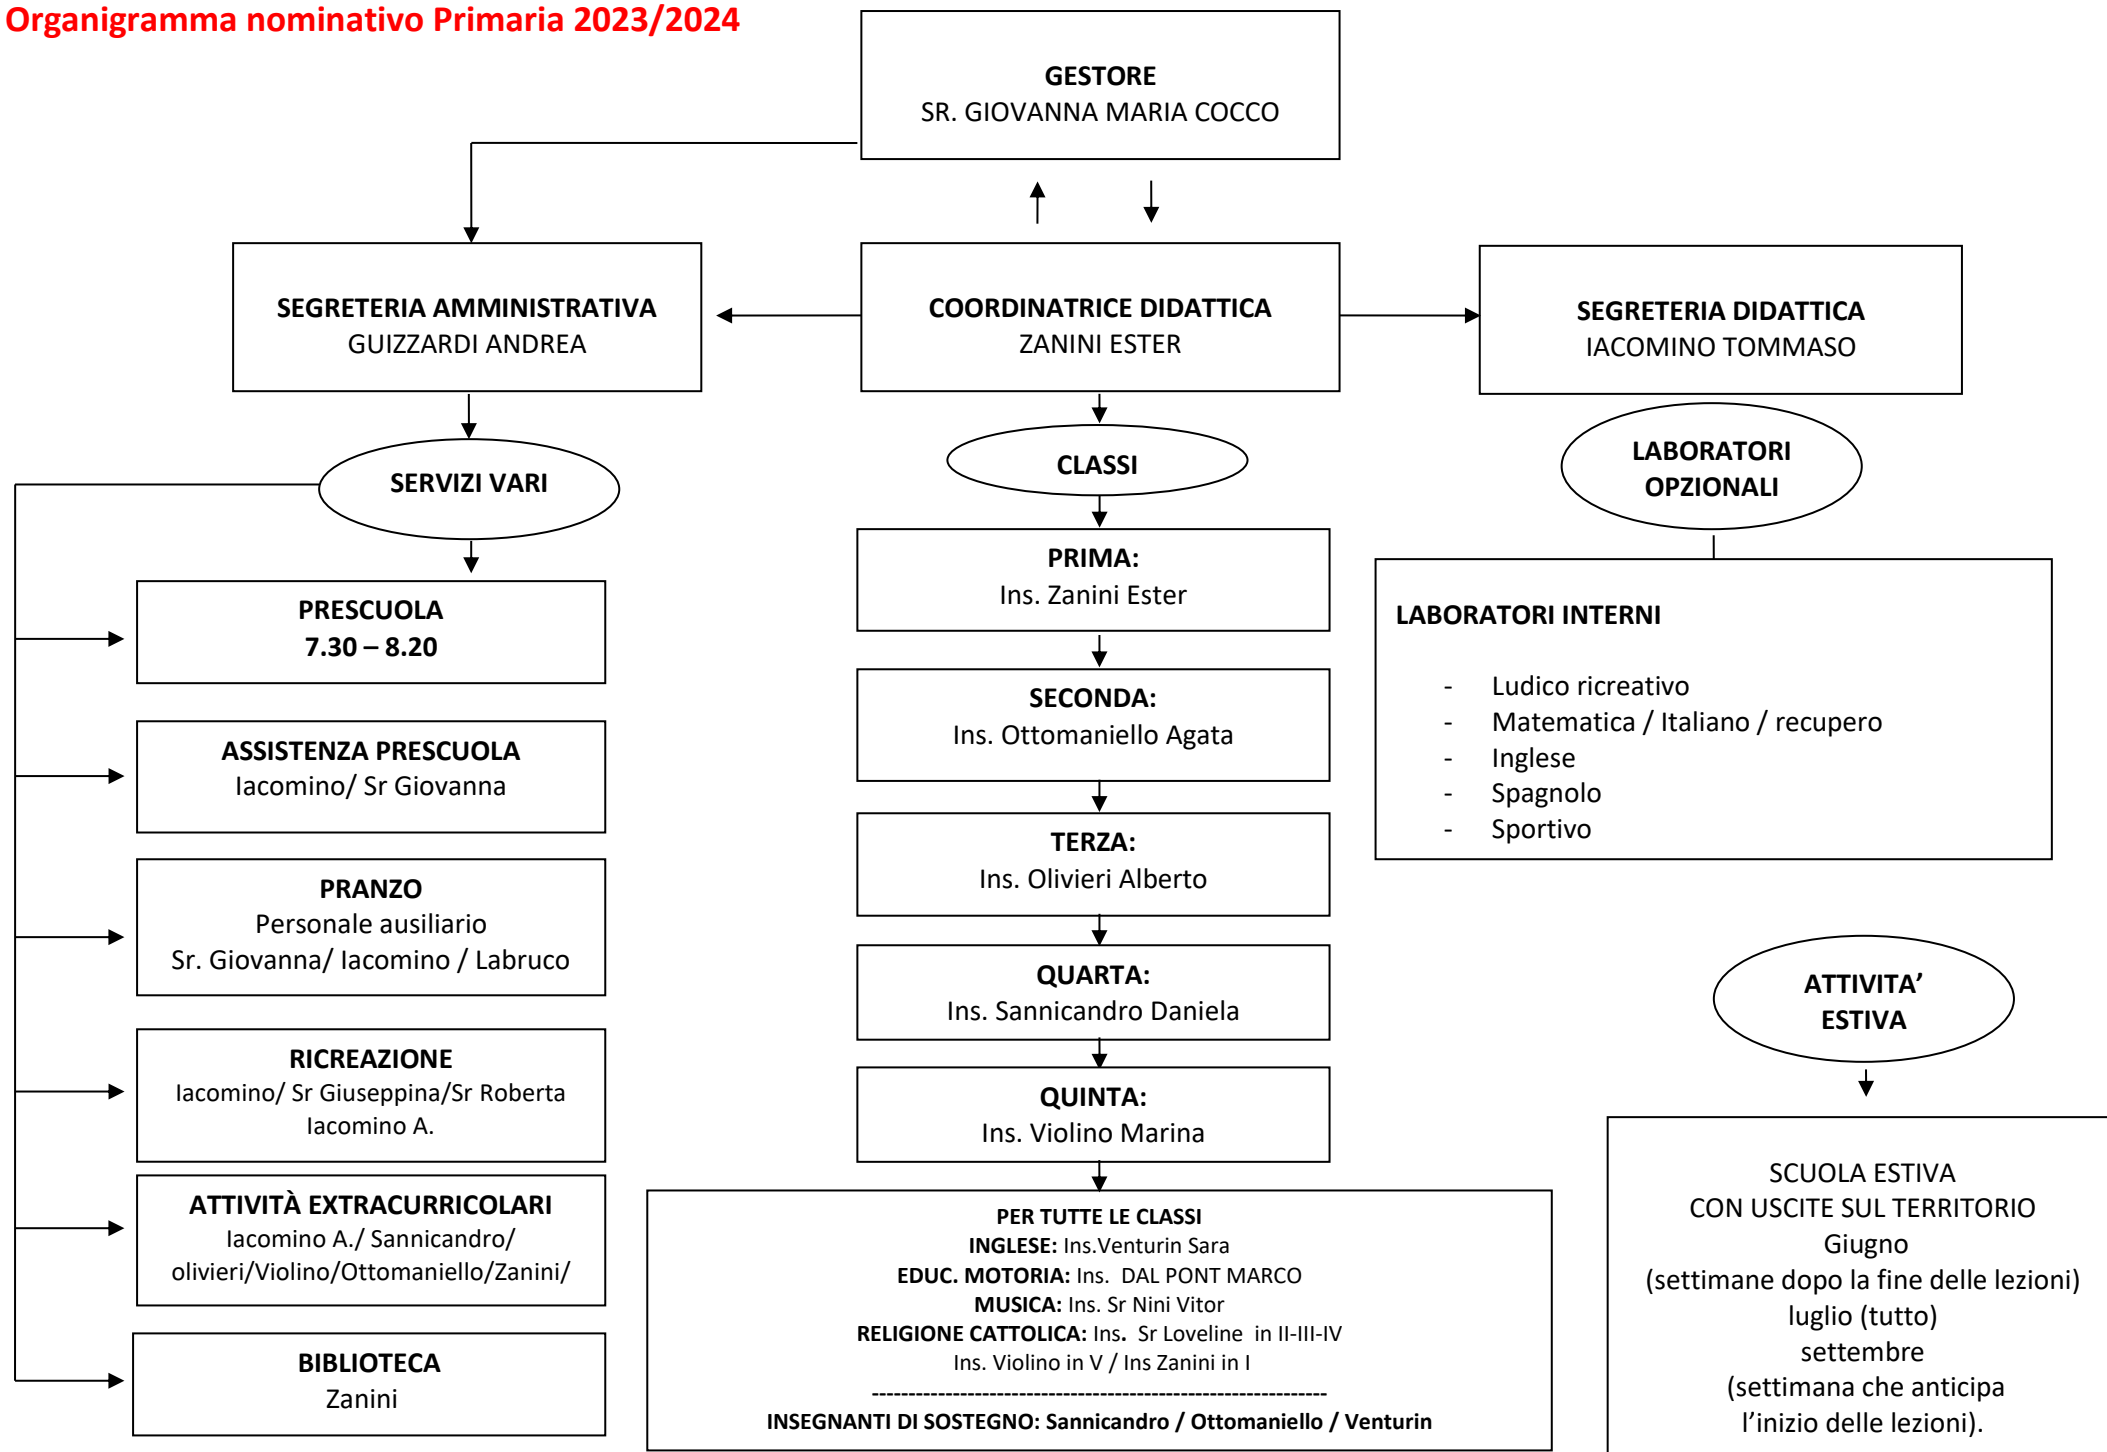 Organigramma nominativo Primaria 2023/2024
GESTORE
SR. GIOVANNA MARIA COCCO
SEGRETERIA AMMINISTRATIVA
GUIZZARDI ANDREA
COORDINATRICE DIDATTICA
ZANINI ESTER
SEGRETERIA DIDATTICA
IACOMINO TOMMASO
SERVIZI VARI
PRESCUOLA
7.30 – 8.20
ASSISTENZA PRESCUOLA
Iacomino/ Sr Giovanna
PRANZO
Personale ausiliario
Sr. Giovanna/ Iacomino / Labruco
RICREAZIONE
Iacomino/ Sr Giuseppina/Sr Roberta
Iacomino A.
ATTIVITÀ EXTRACURRICOLARI
Iacomino A./ Sannicandro/
olivieri/Violino/Ottomaniello/Zanini/
BIBLIOTECA
Zanini
CLASSI
PRIMA:
Ins. Zanini Ester
SECONDA:
Ins. Ottomaniello Agata
TERZA:
Ins. Olivieri Alberto
QUARTA:
Ins. Sannicandro Daniela
QUINTA:
Ins. Violino Marina
PER TUTTE LE CLASSI
INGLESE: Ins.Venturin Sara
EDUC. MOTORIA: Ins. DAL PONT MARCO
MUSICA: Ins. Sr Nini Vitor
RELIGIONE CATTOLICA: Ins. Sr Loveline in II-III-IV
Ins. Violino in V / Ins Zanini in I
---------------------------------------------------------------
INSEGNANTI DI SOSTEGNO: Sannicandro / Ottomaniello / Venturin
LABORATORI
OPZIONALI
LABORATORI INTERNI
- Ludico ricreativo
- Matematica / Italiano / recupero
- Inglese
- Spagnolo
- Sportivo
ATTIVITA’
ESTIVA
SCUOLA ESTIVA
CON USCITE SUL TERRITORIO
Giugno
(settimane dopo la fine delle lezioni)
luglio (tutto)
settembre
(settimana che anticipa
l’inizio delle lezioni).